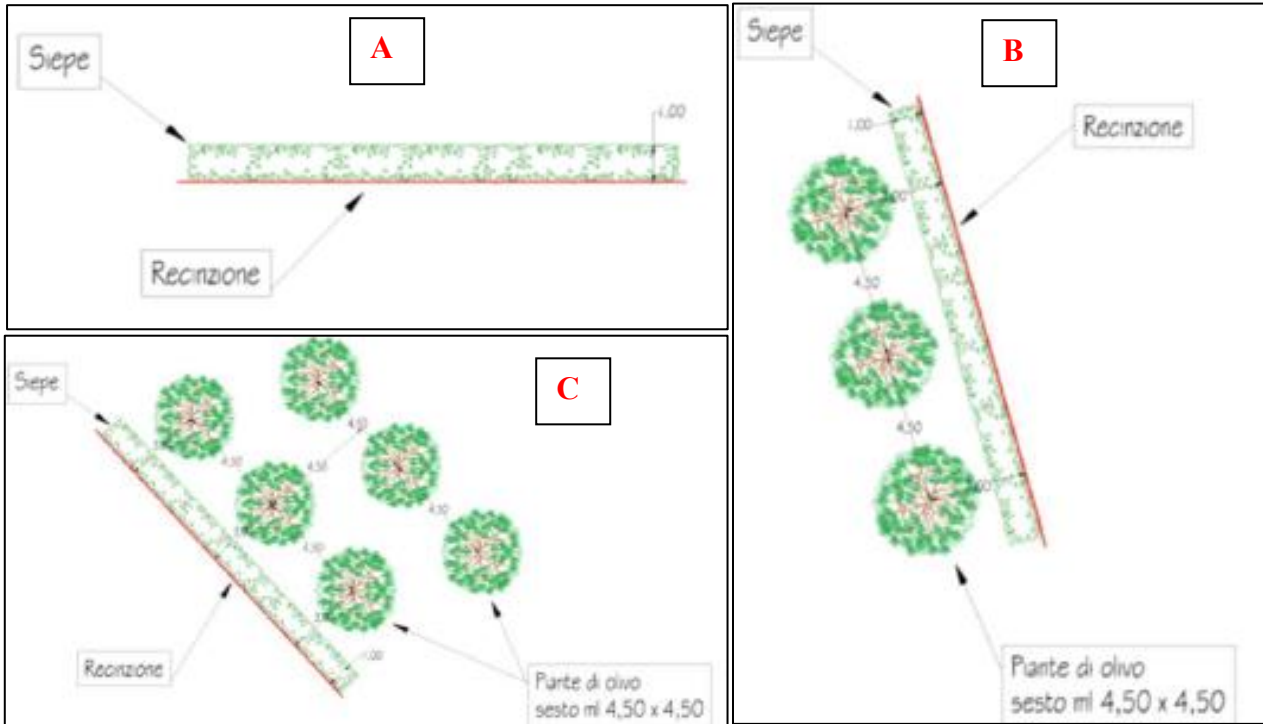 A
Siepe
1,00
Recinzione
B
Siepe
1,00
Recinzione
4,50
4,50
Piante di olivo
sesto ml 4,50 x 4,50
C
Siepe
4,50
4,50
4,50
4,50
4,50
1,00
Recinzione
Piante di olivo
sesto ml 4,50 x 4,50